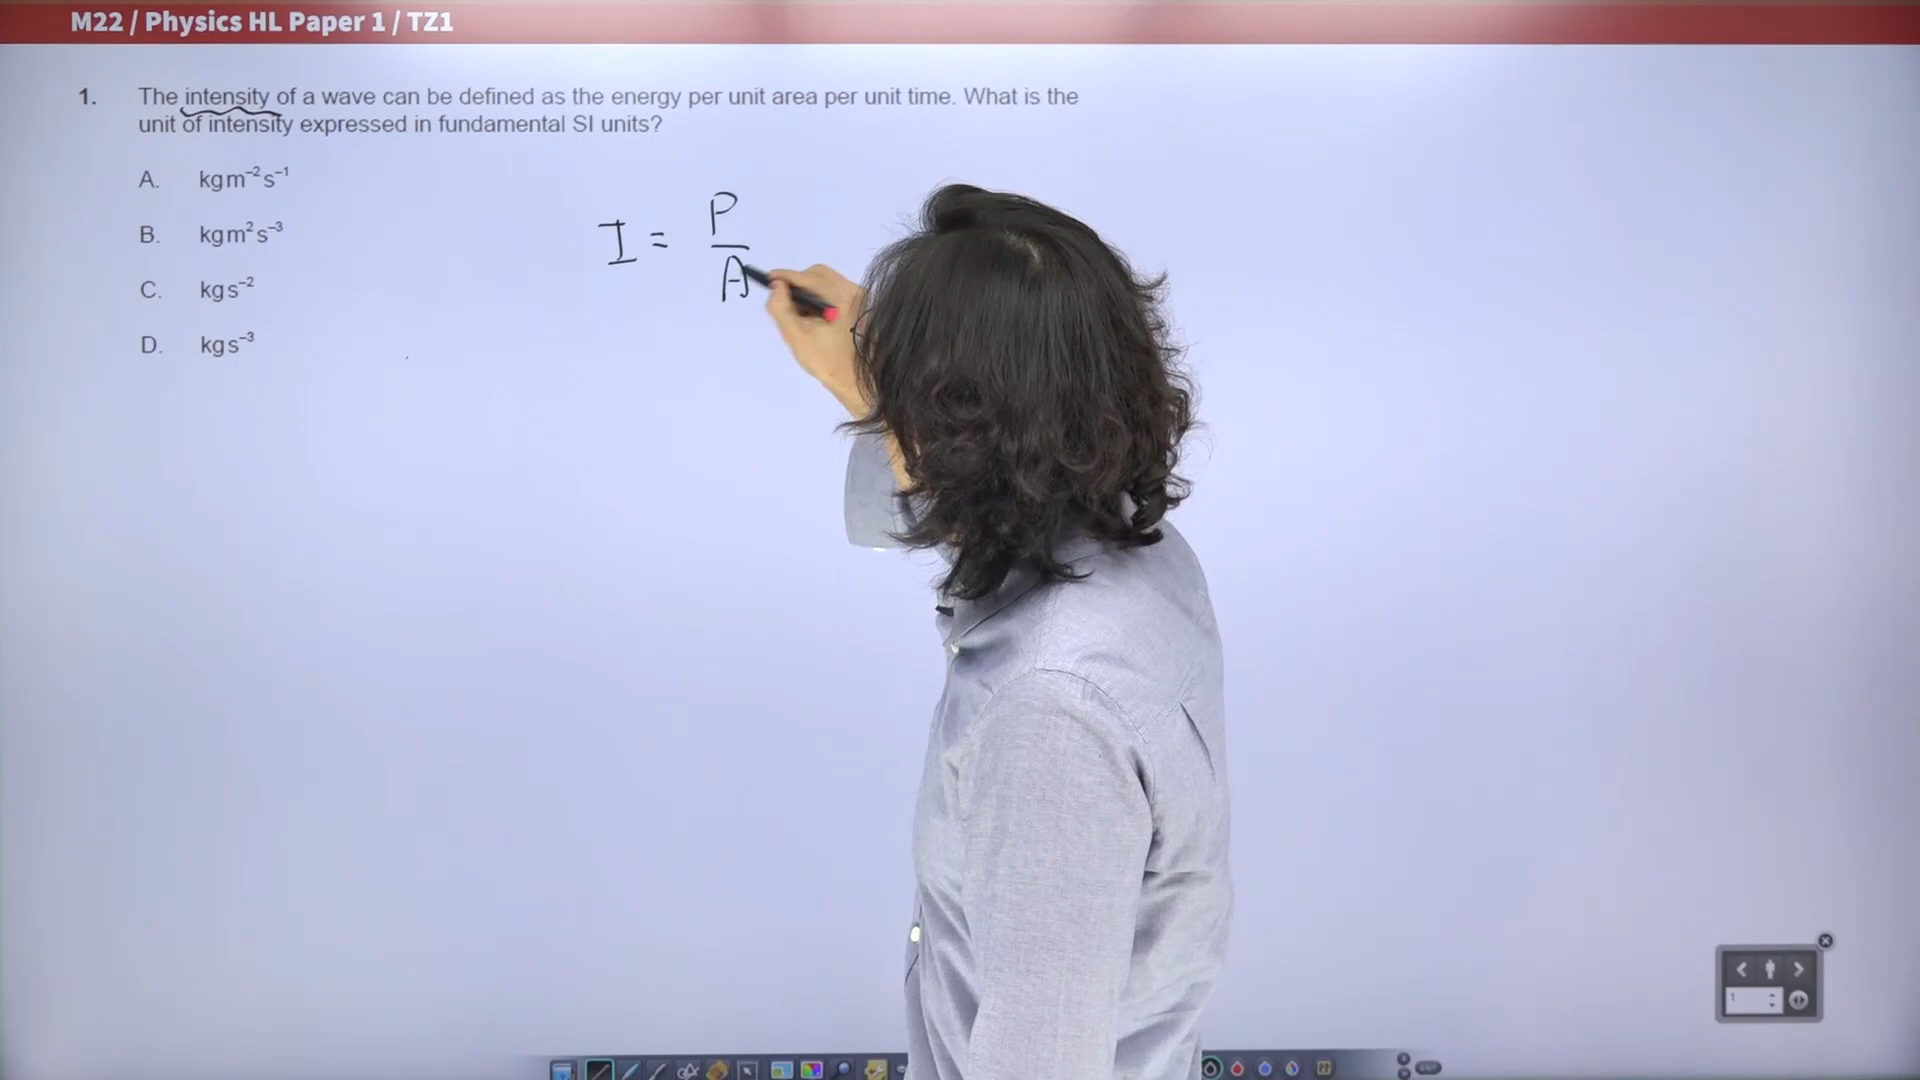 M22 / Physics HL Paper 1 / TZ1
1. The intensity of a wave can be defined as the energy per unit area per unit time. What is the
unit of intensity expressed in fundamental SI units?
A. kg m⁻² s⁻¹
B. kg m² s⁻³
C. kg s⁻²
D. kg s⁻³
I = P
A
1